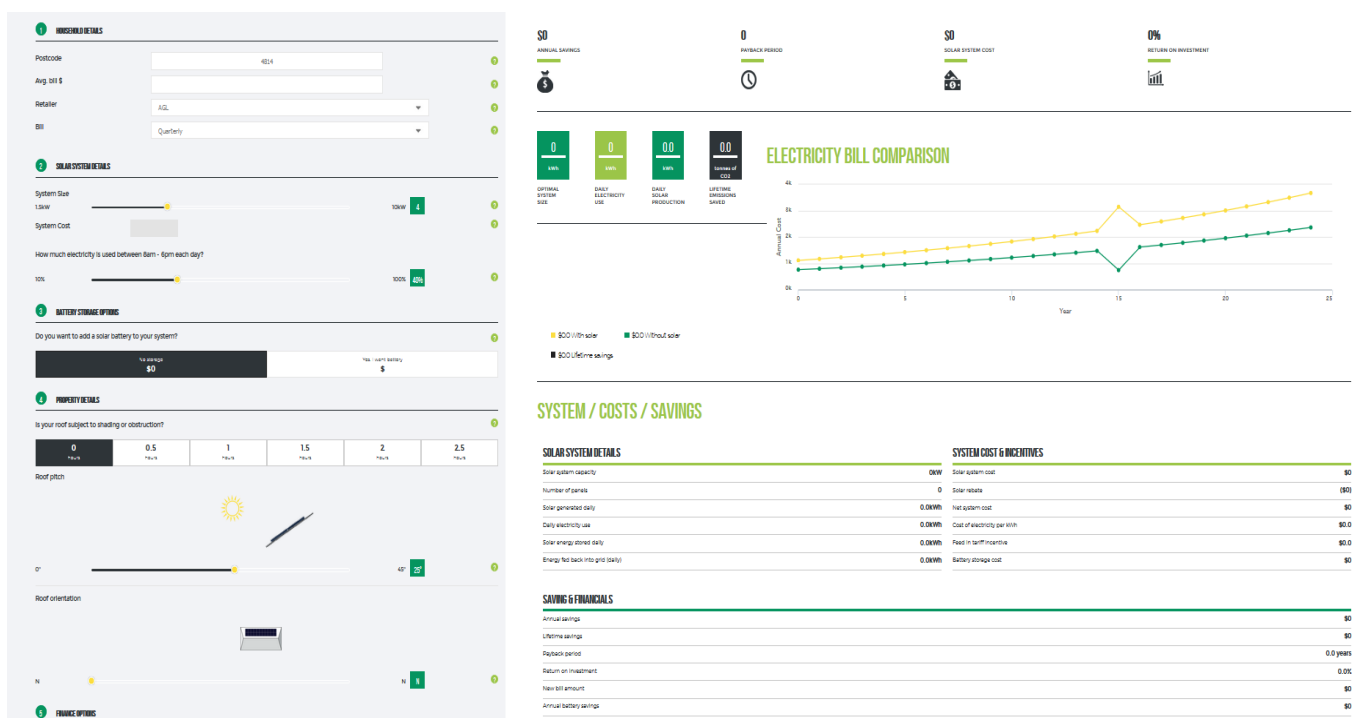 1 HOUSEHOLD DETAILS
Postcode 4814 ?
Avg. bill $ ?
Retailer AGL ?
Bill Quarterly ?
2 SOLAR SYSTEM DETAILS
System Size
1.5kW 10kW 4 ?
System Cost ?
How much electricity is used between 8am - 6pm each day?
10% 100% 40% ?
3 BATTERY STORAGE OPTIONS
Do you want to add a solar battery to your system? ?
No storage
$0
Yes, I want battery
$
4 PROPERTY DETAILS
Is your roof subject to shading or obstruction? ?
0 0.5 1 1.5 2 2.5
Roof pitch
0° 45° 25° ?
Roof orientation
N N N ?
5 FINANCE OPTIONS
$0
ANNUAL SAVINGS
0
PAYBACK PERIOD
$0
SOLAR SYSTEM COST
0%
RETURN ON INVESTMENT
0
kWh
OPTIMAL
SYSTEM
SIZE
0
kWh
DAILY
ELECTRICITY
USE
0.0
kWh
DAILY
SOLAR
PRODUCTION
0.0
tonnes of
CO2
LIFETIME
EMISSIONS
SAVED
ELECTRICITY BILL COMPARISON
4k
3k
2k
1k
0k
Annual Cost
0 5 10 15 20 25
Year
$0.0 With solar $0.0 Without solar
$0.0 Lifetime savings
SYSTEM / COSTS / SAVINGS
SOLAR SYSTEM DETAILS
Solar system capacity 0kW
Number of panels 0
Solar generated daily 0.0kWh
Daily electricity use 0.0kWh
Solar energy stored daily 0.0kWh
Energy fed back into grid (daily) 0.0kWh
SYSTEM COST & INCENTIVES
Solar system cost $0
Solar rebate ($0)
Net system cost $0
Cost of electricity per kWh $0.0
Feed in tariff incentive $0.0
Battery storage cost $0
SAVING & FINANCIALS
Annual savings $0
Lifetime savings $0
Payback period 0.0 years
Return on investment 0.0%
New bill amount $0
Annual battery savings $0